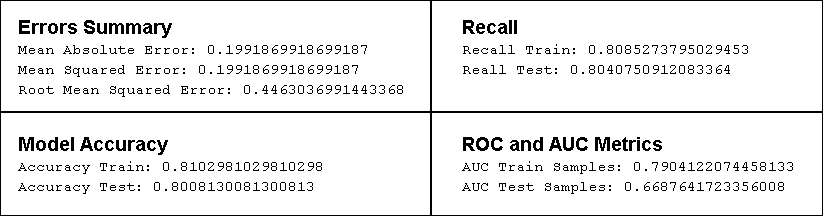 Errors Summary
Mean Absolute Error: 0.1991869918699187
Mean Squared Error: 0.1991869918699187
Root Mean Squared Error: 0.4463036991443368
Recall
Recall Train: 0.8085273795029453
Reall Test: 0.8040750912083364
Model Accuracy
Accuracy Train: 0.8102981029810298
Accuracy Test: 0.8008130081300813
ROC and AUC Metrics
AUC Train Samples: 0.7904122074458133
AUC Test Samples: 0.6687641723356008